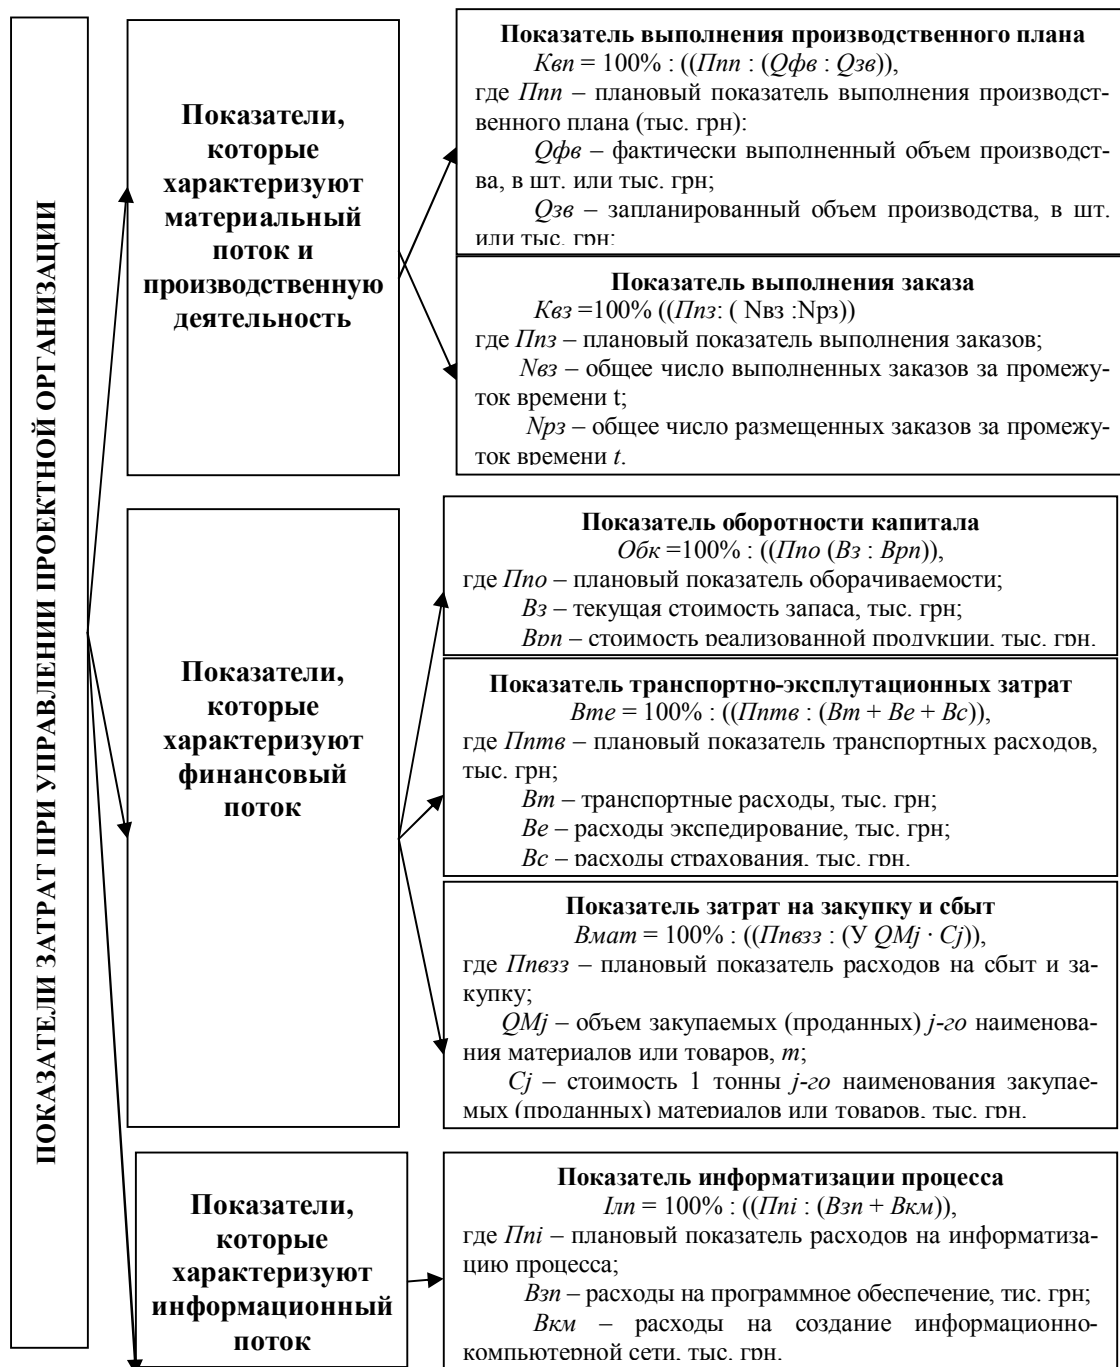 ПОКАЗАТЕЛИ ЗАТРАТ ПРИ УПРАВЛЕНИИ ПРОЕКТНОЙ ОРГАНИЗАЦИИ
Показатели,
которые
характеризуют
материальный
поток и
производственную
деятельность
Показатель выполнения производственного плана
Квп = 100% : ((Ппп : (Qфв : Qзв)),
где Ппп – плановый показатель выполнения производст-
венного плана (тыс. грн):
Qфв – фактически выполненный объем производст-
ва, в шт. или тыс. грн;
Qзв – запланированный объем производства, в шт.
или тыс. грн;
Показатель выполнения заказа
Квз =100% ((Ппз: ( Nвз :Nрз))
где Ппз – плановый показатель выполнения заказов;
Nвз – общее число выполненных заказов за промежу-
ток времени t;
Nрз – общее число размещенных заказов за промежу-
ток времени t.
Показатели,
которые
характеризуют
финансовый
поток
Показатель оборотности капитала
Обк =100% : ((Ппо (Вз : Врп)),
где Ппо – плановый показатель оборачиваемости;
Вз – текущая стоимость запаса, тыс. грн;
Врп – стоимость реализованной продукции, тыс. грн.
Показатель транспортно-эксплутационных затрат
Вте = 100% : ((Пптв : (Вт + Ве + Вс)),
где Пптв – плановый показатель транспортных расходов,
тыс. грн;
Вт – транспортные расходы, тыс. грн;
Ве – расходы экспедирование, тыс. грн;
Вс – расходы страхования, тыс. грн.
Показатель затрат на закупку и сбыт
Вмат = 100% : ((Ппвзз : (У QMj · Cj)),
где Ппвзз – плановый показатель расходов на сбыт и за-
купку;
QMj – объем закупаемых (проданных) j-го наименова-
ния материалов или товаров, т;
Cj – стоимость 1 тонны j-го наименования закупае-
мых (проданных) материалов или товаров, тыс. грн.
Показатели,
которые
характеризуют
информационный
поток
Показатель информатизации процесса
Ілп = 100% : ((Ппі : (Взп + Вкм)),
где Ппі – плановый показатель расходов на информатиза-
цию процесса;
Взп – расходы на программное обеспечение, тис. грн;
Вкм – расходы на создание информационно-
компьютерной сети, тыс. грн.